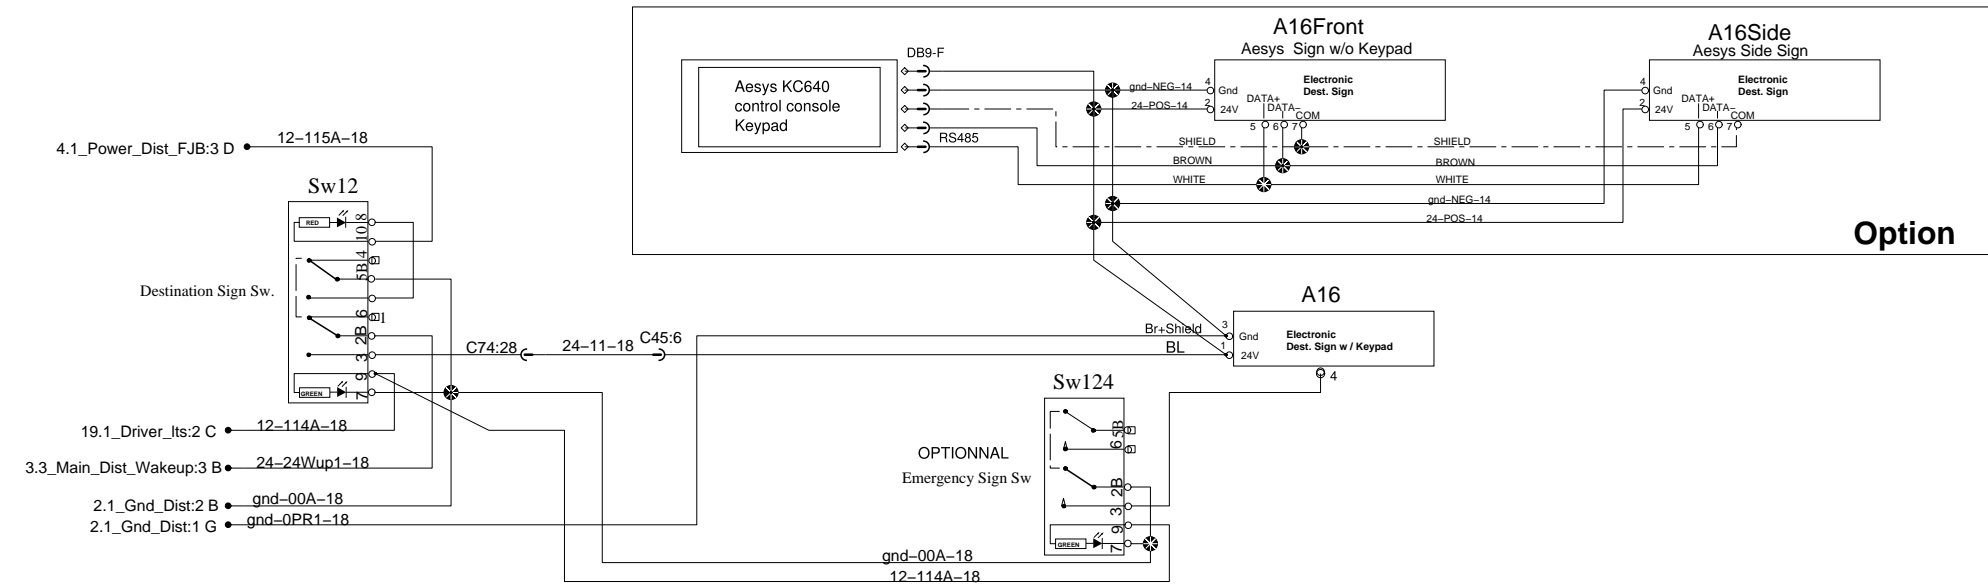 A16Front
Aesys Sign w/o Keypad
A16Side
Aesys Side Sign
DB9-F
Aesys KC640
control console
Keypad
RS485
gnd-NEG-14
24-POS-14
4
Gnd
2
24V
Electronic
Dest. Sign
DATA+
DATA-
COM
5
6
7
4
Gnd
2
24V
Electronic
Dest. Sign
DATA+
DATA-
COM
5
6
7
SHIELD
SHIELD
BROWN
BROWN
WHITE
WHITE
gnd-NEG-14
24-POS-14
Option
12-115A-18
4.1_Power_Dist_FJB:3 D
Sw12
RED
8
10
4
5B
6
1
2B
3
9
7
GREEN
Destination Sign Sw.
C74:28
24-11-18
C45:6
Br+Shield
BL
A16
3
Gnd
1
24V
Electronic
Dest. Sign w / Keypad
4
19.1_Driver_lts:2 C
12-114A-18
3.3_Main_Dist_Wakeup:3 B
24-24Wup1-18
2.1_Gnd_Dist:2 B
gnd-00A-18
2.1_Gnd_Dist:1 G
gnd-0PR1-18
Sw124
OPTIONNAL
Emergency Sign Sw
5B
6
2B
3
9
7
GREEN
gnd-00A-18
12-114A-18